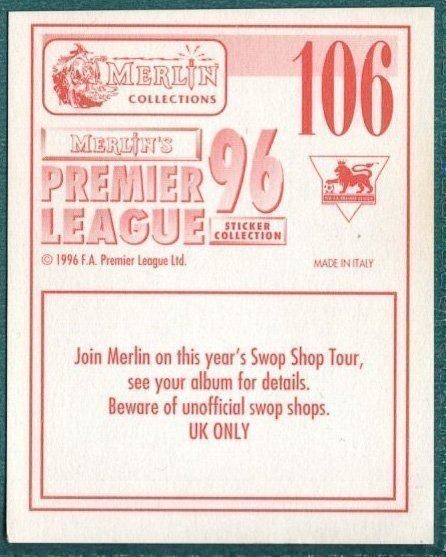 MERLIN
COLLECTIONS
106
MERLIN'S
PREMIER
LEAGUE
96
STICKER
COLLECTION
© 1996 F.A. Premier League Ltd.
MADE IN ITALY
Join Merlin on this year's Swop Shop Tour,
see your album for details.
Beware of unofficial swop shops.
UK ONLY